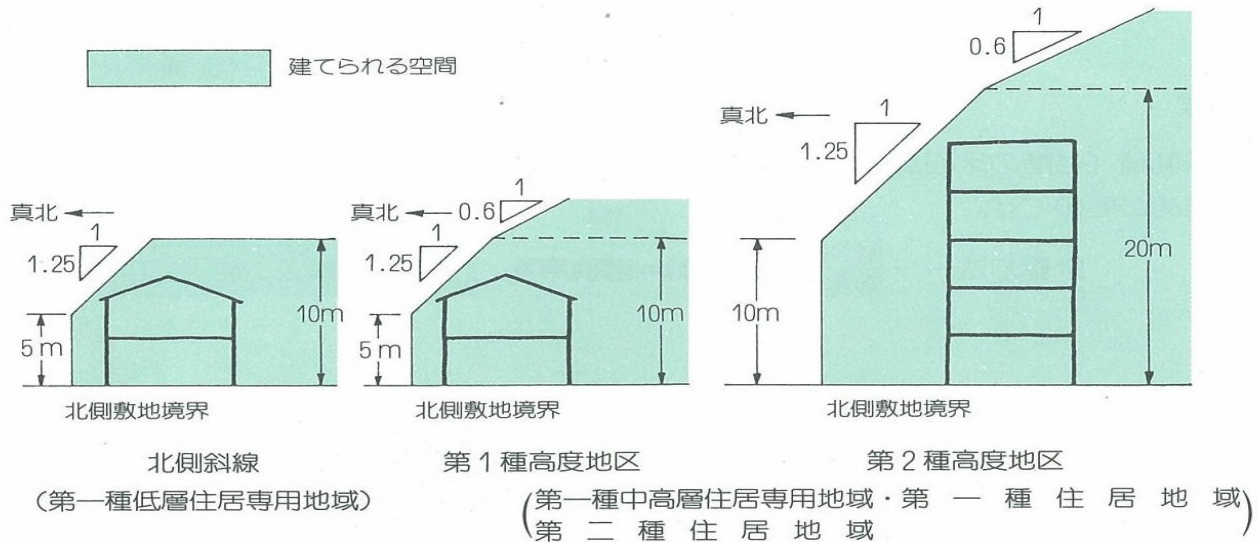 建てられる空間
真北
1
1.25
5m
10m
北側敷地境界
北側斜線
（第一種低層住居専用地域）
真北
1
0.6
1
1.25
5m
10m
北側敷地境界
第1種高度地区
1
0.6
真北
1
1.25
10m
20m
北側敷地境界
第2種高度地区
（第一種中高層住居専用地域・第一種住居地域
第二種住居地域）